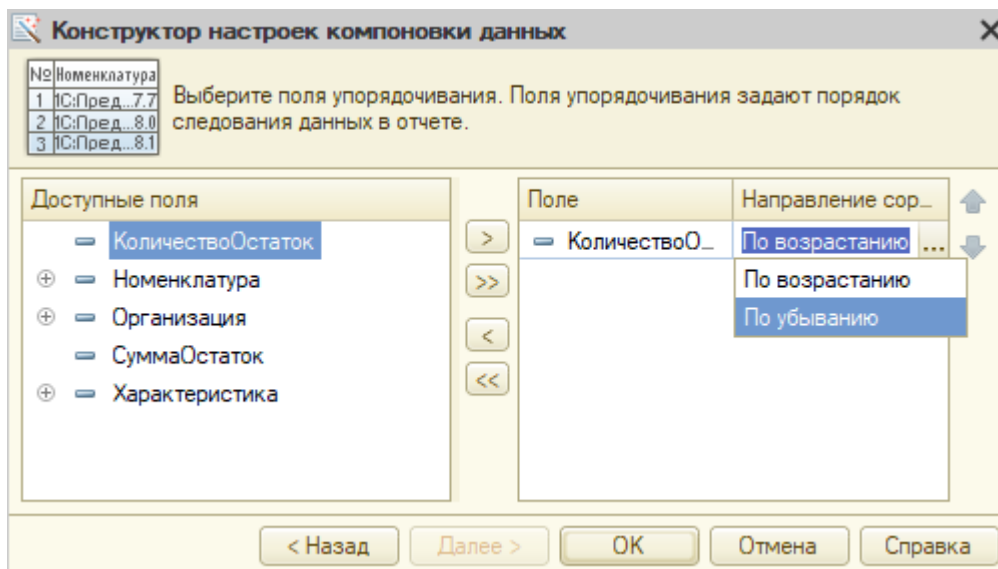 Конструктор настроек компоновки данных
№ Номенклатура
1 1С:Пред...7.7
2 1С:Пред...8.0
3 1С:Пред...8.1
Выберите поля упорядочивания. Поля упорядочивания задают порядок
следования данных в отчете.
Доступные поля
КоличествоОстаток
Номенклатура
Организация
СуммаОстаток
Характеристика
>
>>
<
<<
Поле Направление сор...
КоличествоО... По возрастанию ...
По возрастанию
По убыванию
< Назад Далее > OK Отмена Справка